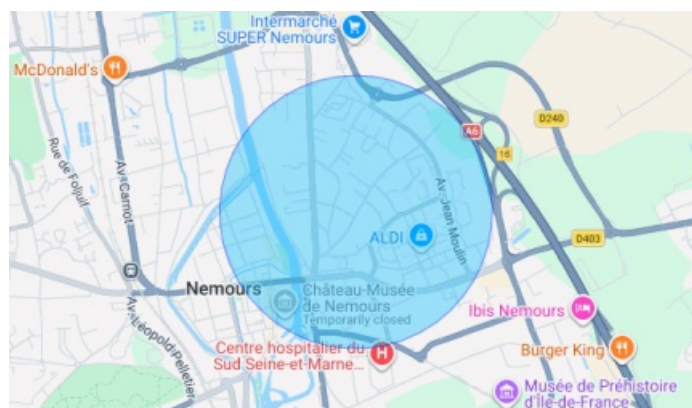 Intermarché
SUPER Nemours
McDonald's
D240
A6
16
Rue de Foljuif
Av. Carnot
Av. Jean Moulin
ALDI
D403
Nemours
Château-Musée
de Nemours
Temporarily closed
Ibis Nemours
Av. Léopold Pelletier
Centre hospitalier du
Sud Seine-et-Marne...
H
Burger King
Musée de Préhistoire
d'Île-de-France